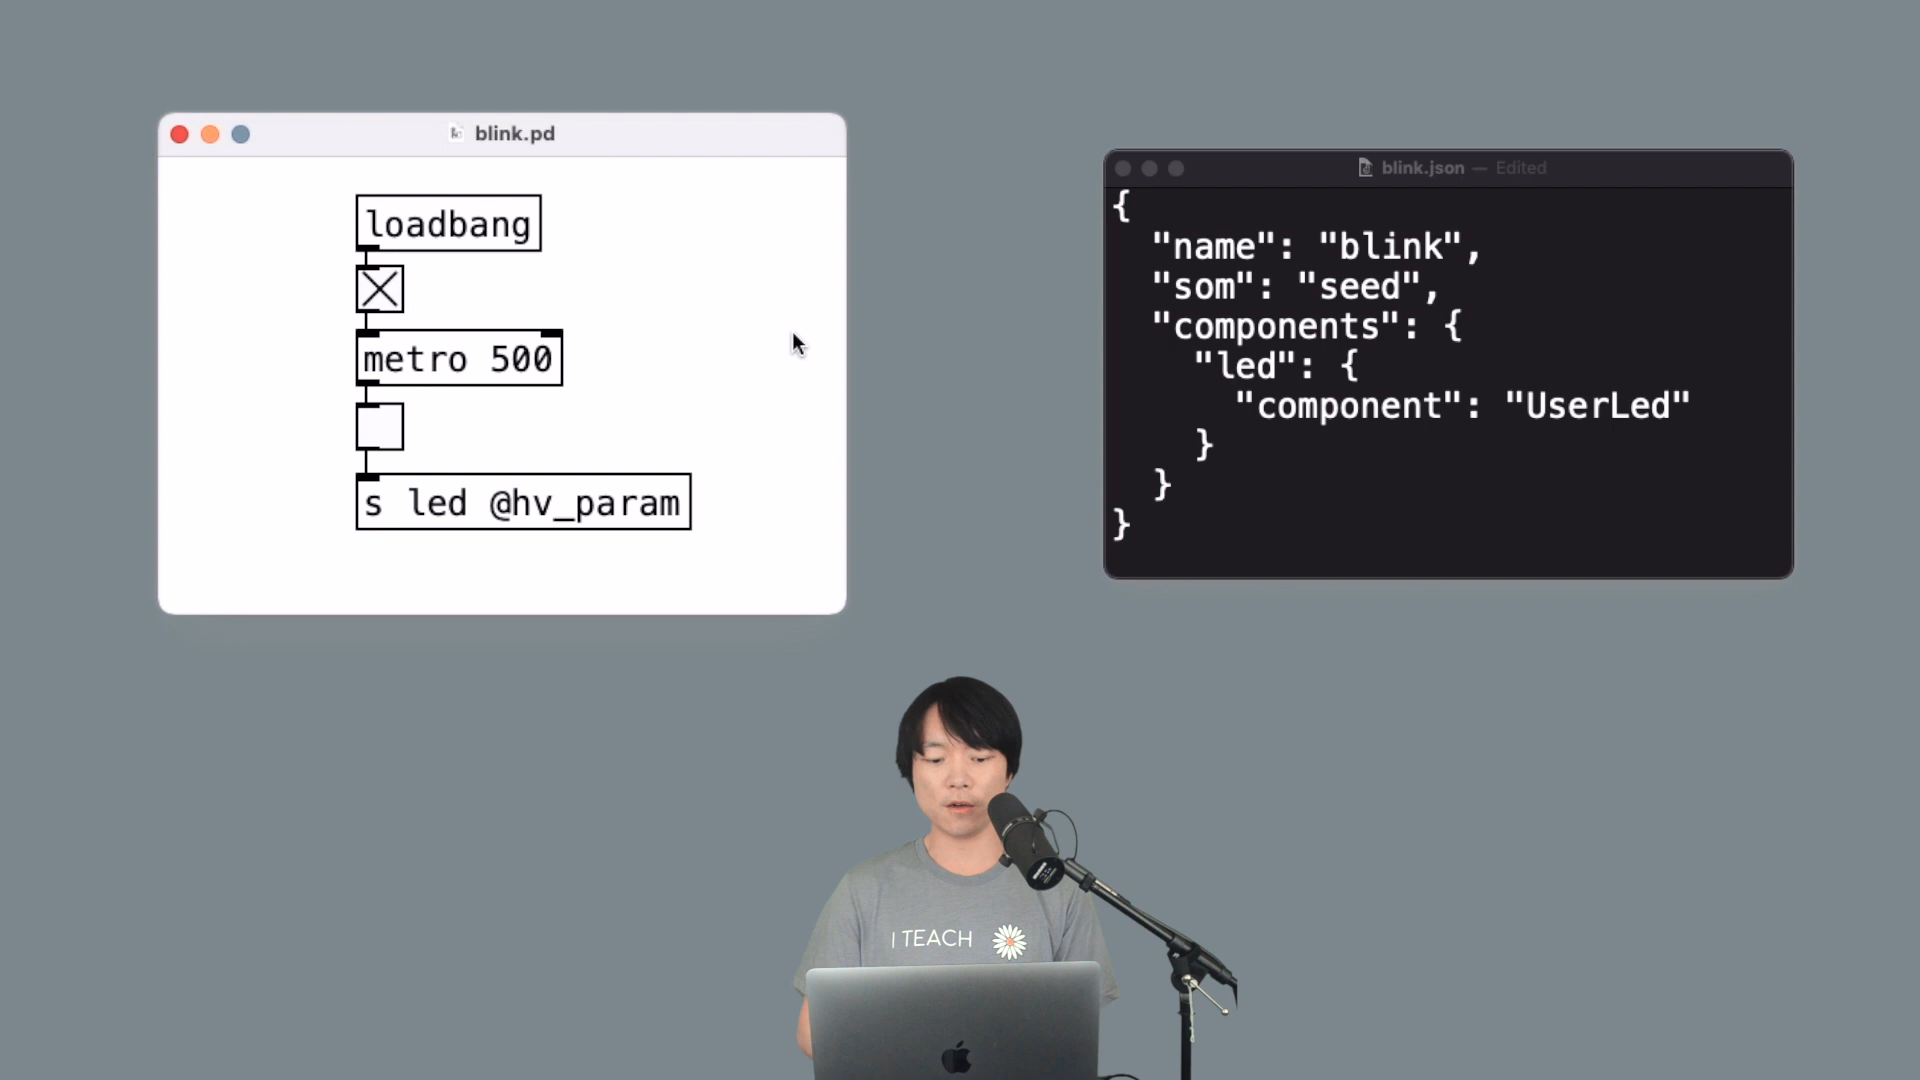 blink.pd
loadbang
metro 500
s led @hv_param
blink.json — Edited
{
"name": "blink",
"som": "seed",
"components": {
"led": {
"component": "UserLed"
}
}
}
I TEACH